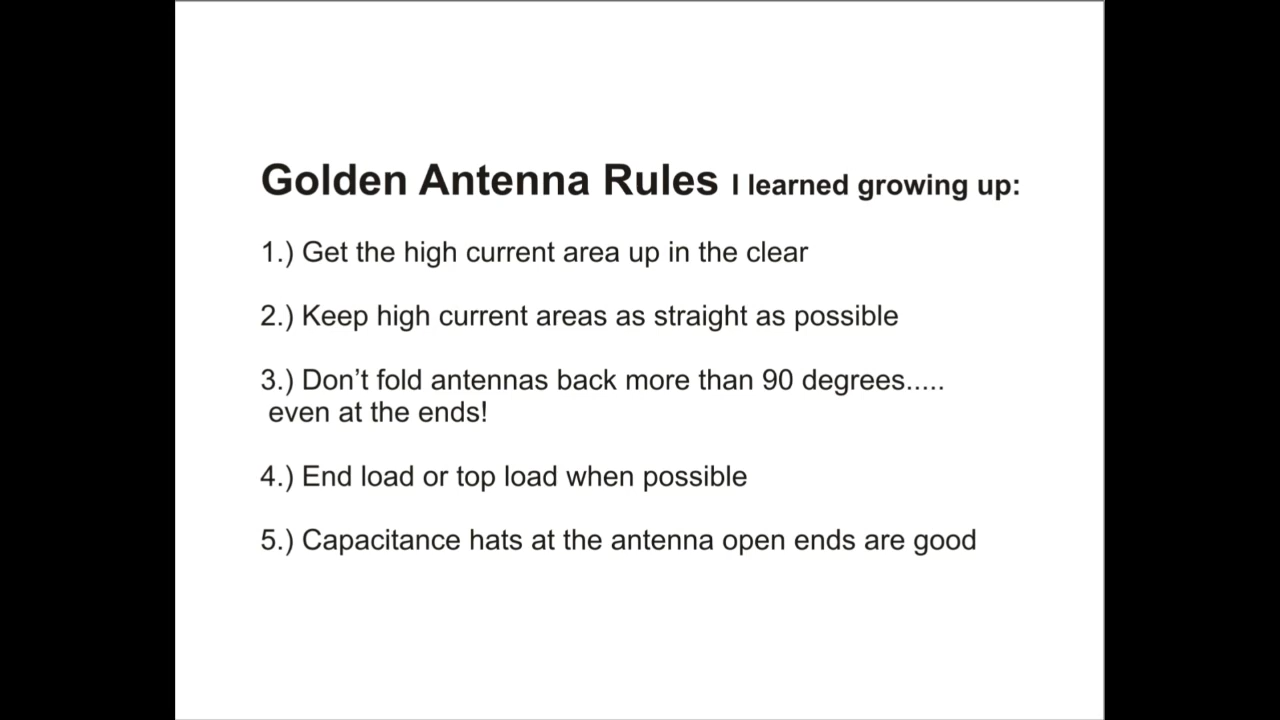 Golden Antenna Rules I learned growing up:
1.) Get the high current area up in the clear
2.) Keep high current areas as straight as possible
3.) Don’t fold antennas back more than 90 degrees.....
even at the ends!
4.) End load or top load when possible
5.) Capacitance hats at the antenna open ends are good